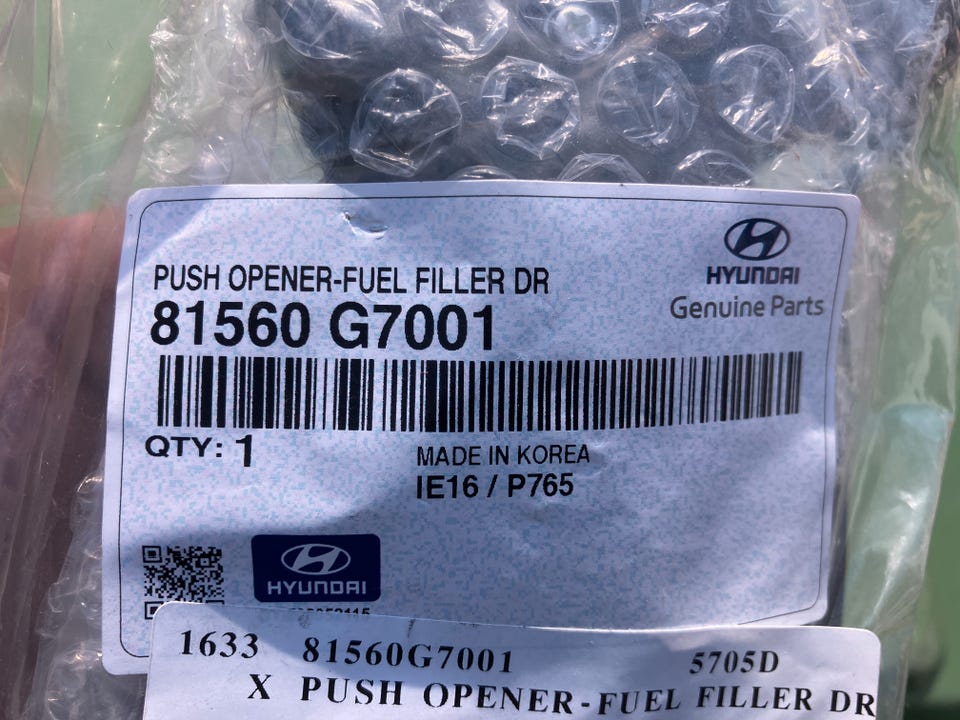 PUSH OPENER-FUEL FILLER DR
81560 G7001
HYUNDAI
Genuine Parts
QTY: 1
MADE IN KOREA
IE16 / P765
HYUNDAI
1633 81560G7001 5705D
X PUSH OPENER-FUEL FILLER DR